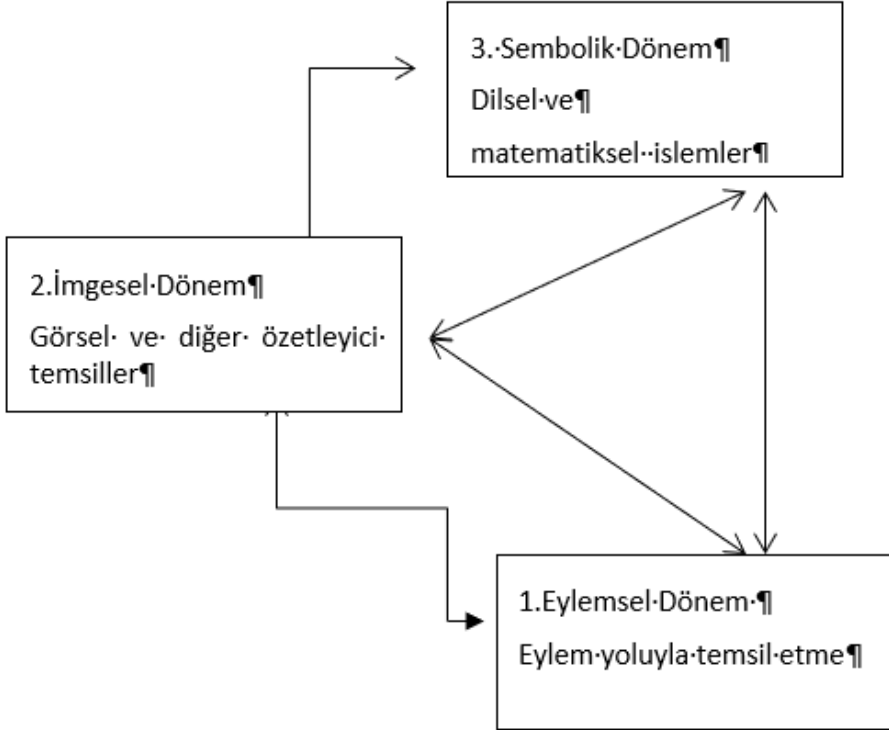 3.·Sembolik·Dönem¶
Dilsel·ve¶
matematiksel··islemler¶
2.İmgesel·Dönem¶
Görsel· ve· diğer· özetleyici·
temsiller¶
1.Eylemsel·Dönem·¶
Eylem·yoluyla·temsil·etme¶